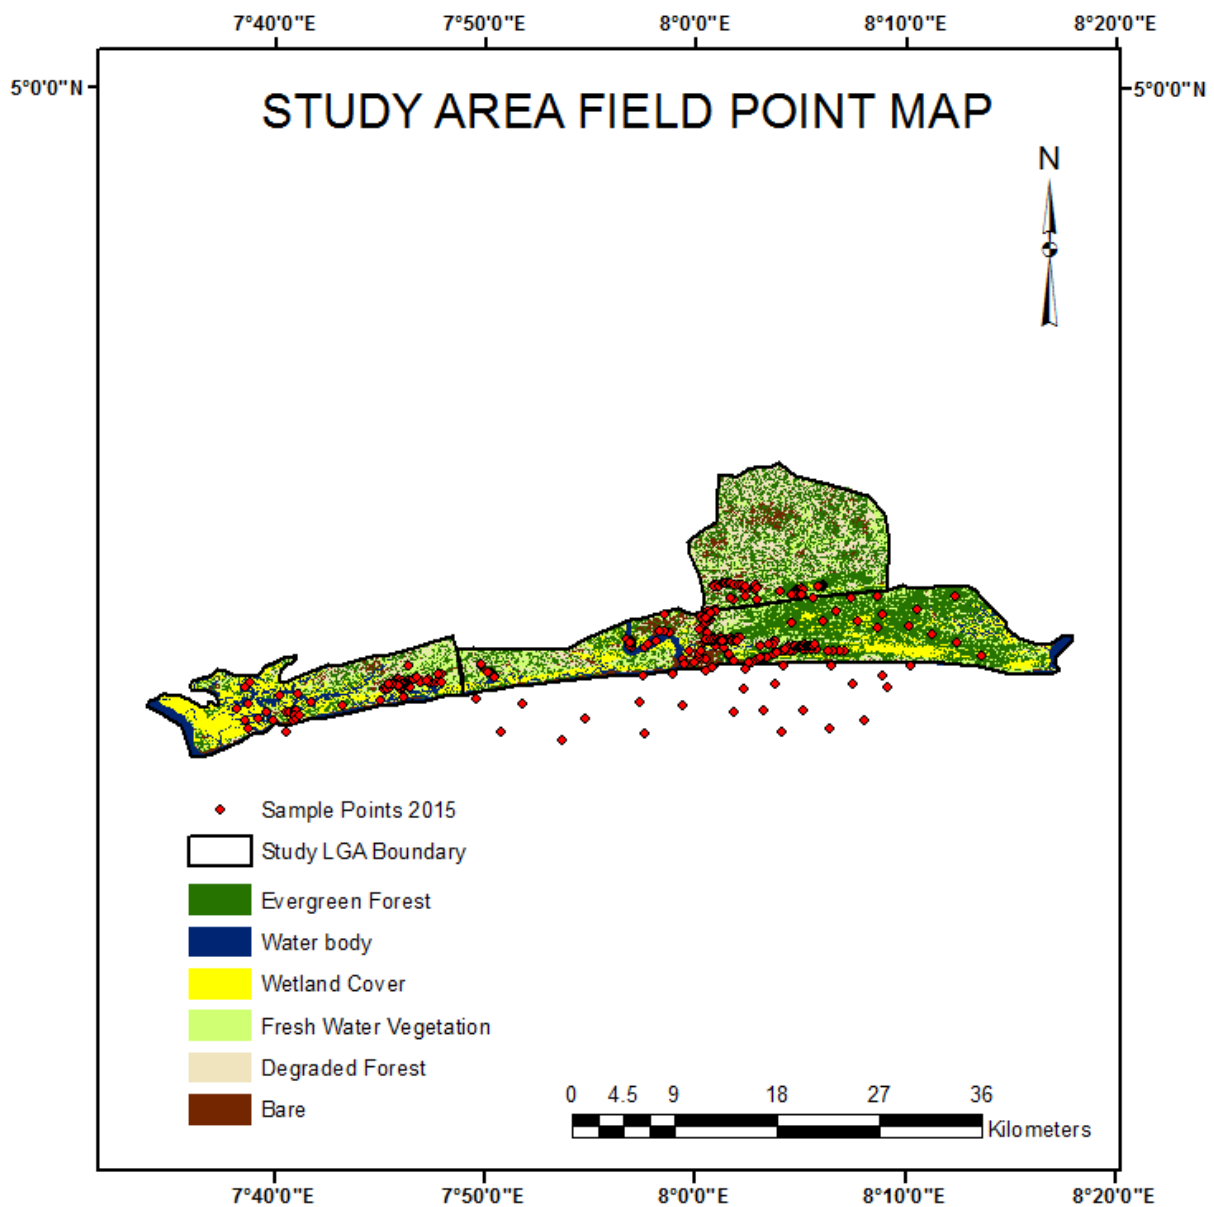 7°40'0"E 7°50'0"E 8°0'0"E 8°10'0"E 8°20'0"E
5°0'0"N 5°0'0"N
STUDY AREA FIELD POINT MAP
N
Sample Points 2015
Study LGA Boundary
Evergreen Forest
Water body
Wetland Cover
Fresh Water Vegetation
Degraded Forest
Bare
0 4.5 9 18 27 36
Kilometers
7°40'0"E 7°50'0"E 8°0'0"E 8°10'0"E 8°20'0"E